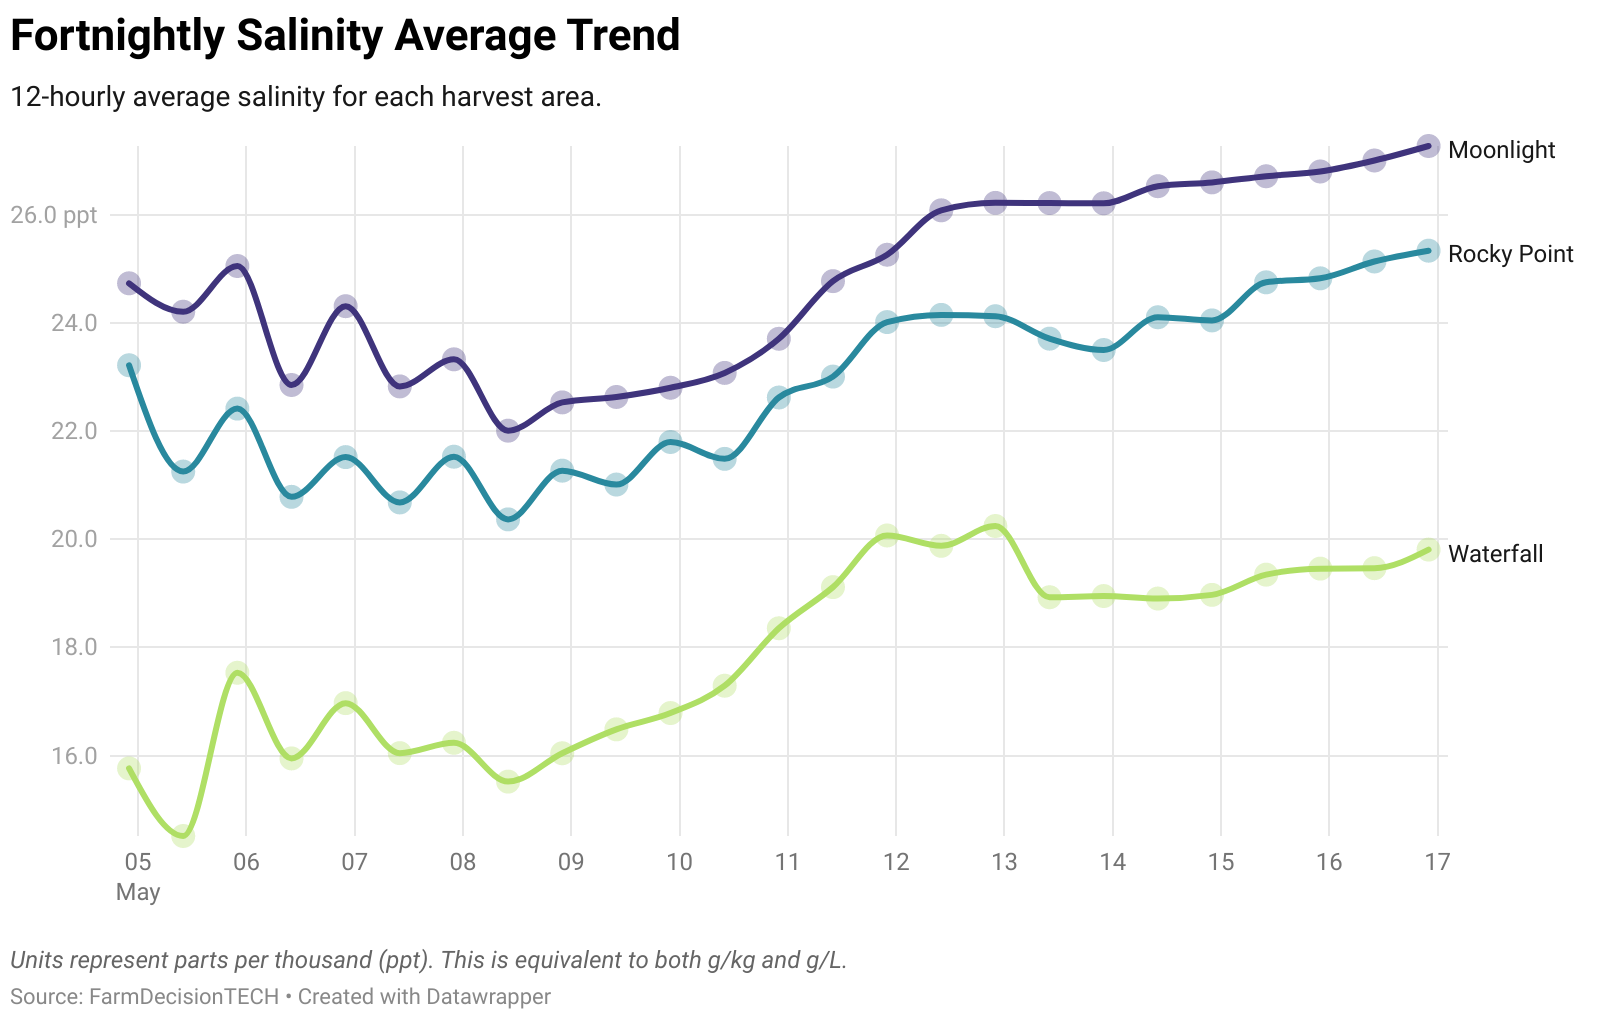 Fortnightly Salinity Average Trend
12-hourly average salinity for each harvest area.
Moonlight
26.0 ppt
Rocky Point
24.0
22.0
20.0
Waterfall
18.0
16.0
05 06 07 08 09 10 11 12 13 14 15 16 17
May
Units represent parts per thousand (ppt). This is equivalent to both g/kg and g/L.
Source: FarmDecisionTECH • Created with Datawrapper